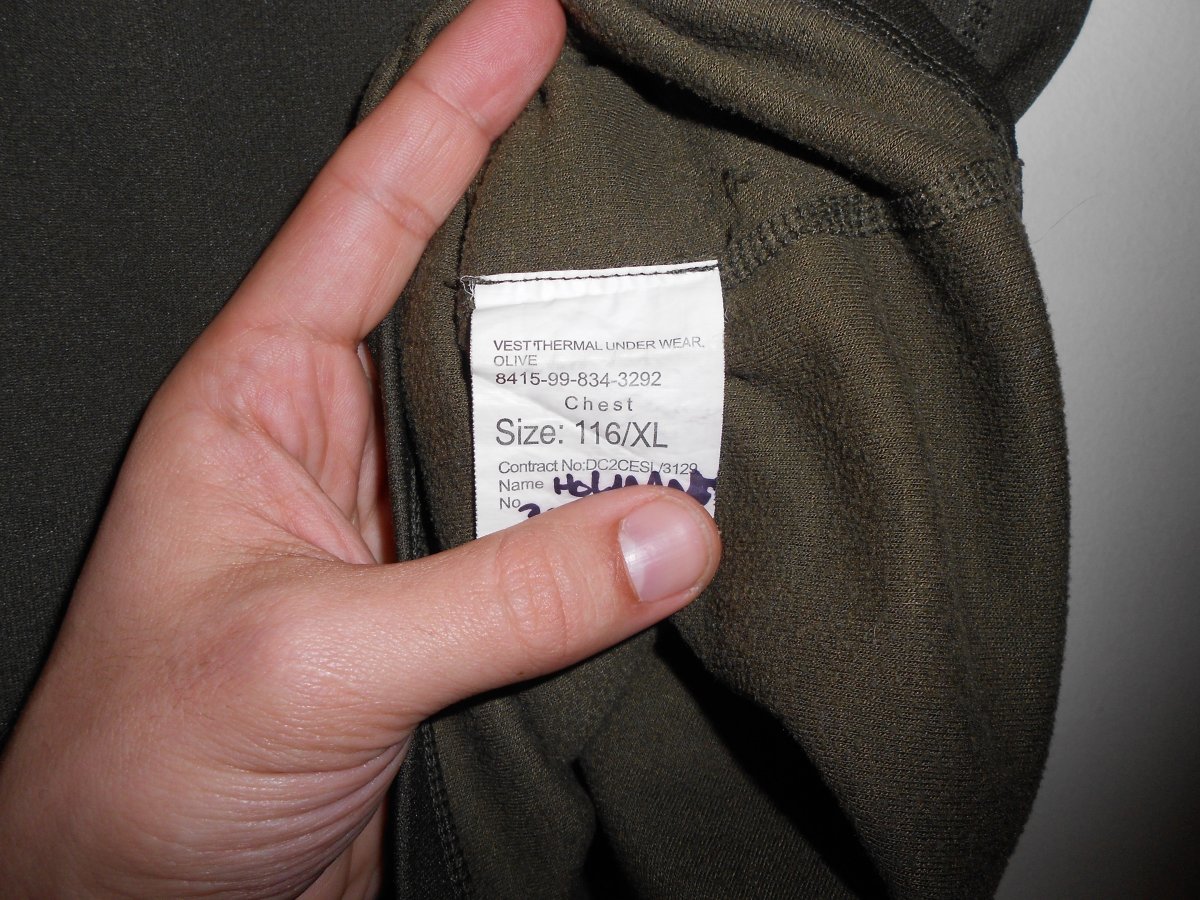 VEST THERMAL UNDER WEAR,
OLIVE
8415-99-834-3292
Chest
Size: 116/XL
Contract No:DC2CESL/3129
Name
No